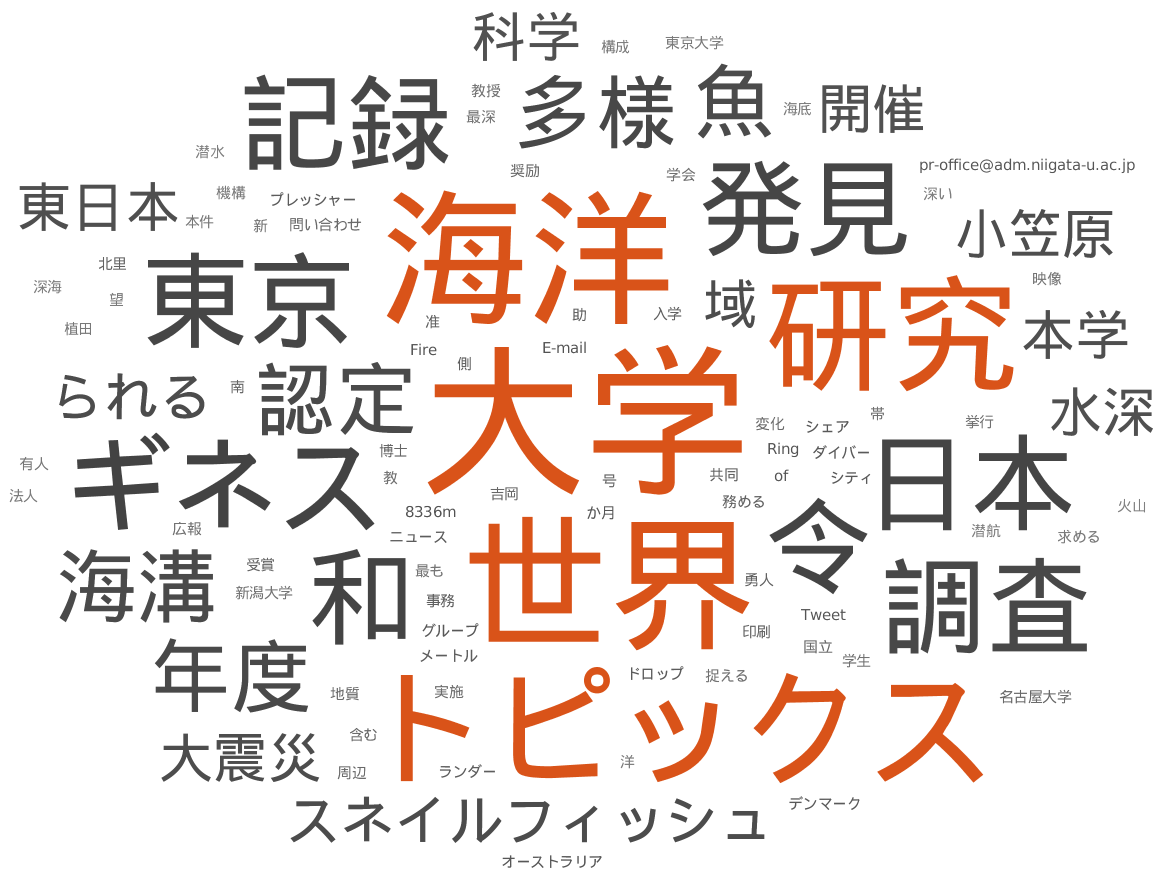 科学
構成
東京大学
記録
教授
最深
多様
魚
海底
開催
潜水
奨励
学会
発見
pr-office@adm.niigata-u.ac.jp
深い
東日本
機構
本件
プレッシャー
新
問い合わせ
海洋
小笠原
北里
深海
望
植田
東京
准
助
入学
域
研究
映像
本学
Fire
側
E-mail
られる
南
認定
大学
変化
シェア
帯
挙行
水深
有人
法人
ギネス
博士
教
Ring
ダイバー
of
シティ
共同
日本
吉岡
号
務める
火山
広報
8336m
か月
ニュース
世界
令
潜航
求める
海溝
受賞
新潟大学
和
最も
事務
グループ
メートル
勇人
印刷
Tweet
国立
学生
調査
年度
地質
実施
ドロップ
捉える
名古屋大学
トピックス
含む
大震災
周辺
ランダー
洋
デンマーク
スネイルフィッシュ
オーストラリア